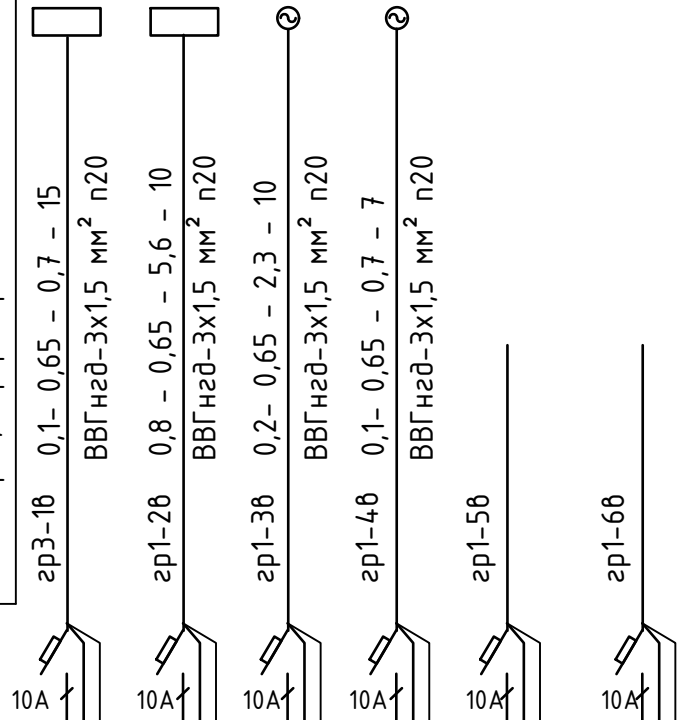 гр3-1в 0,1- 0,65 - 0,7 - 15
ВВГнгд-3х1,5 мм² п20
гр1-2в 0,8 - 0,65 - 5,6 - 10
ВВГнгд-3х1,5 мм² п20
гр1-3в 0,2- 0,65 - 2,3 - 10
ВВГнгд-3х1,5 мм² п20
гр1-4в 0,1- 0,65 - 0,7 - 7
ВВГнгд-3х1,5 мм² п20
гр1-5в
гр1-6в
10А
10А
10А
10А
10А
10А